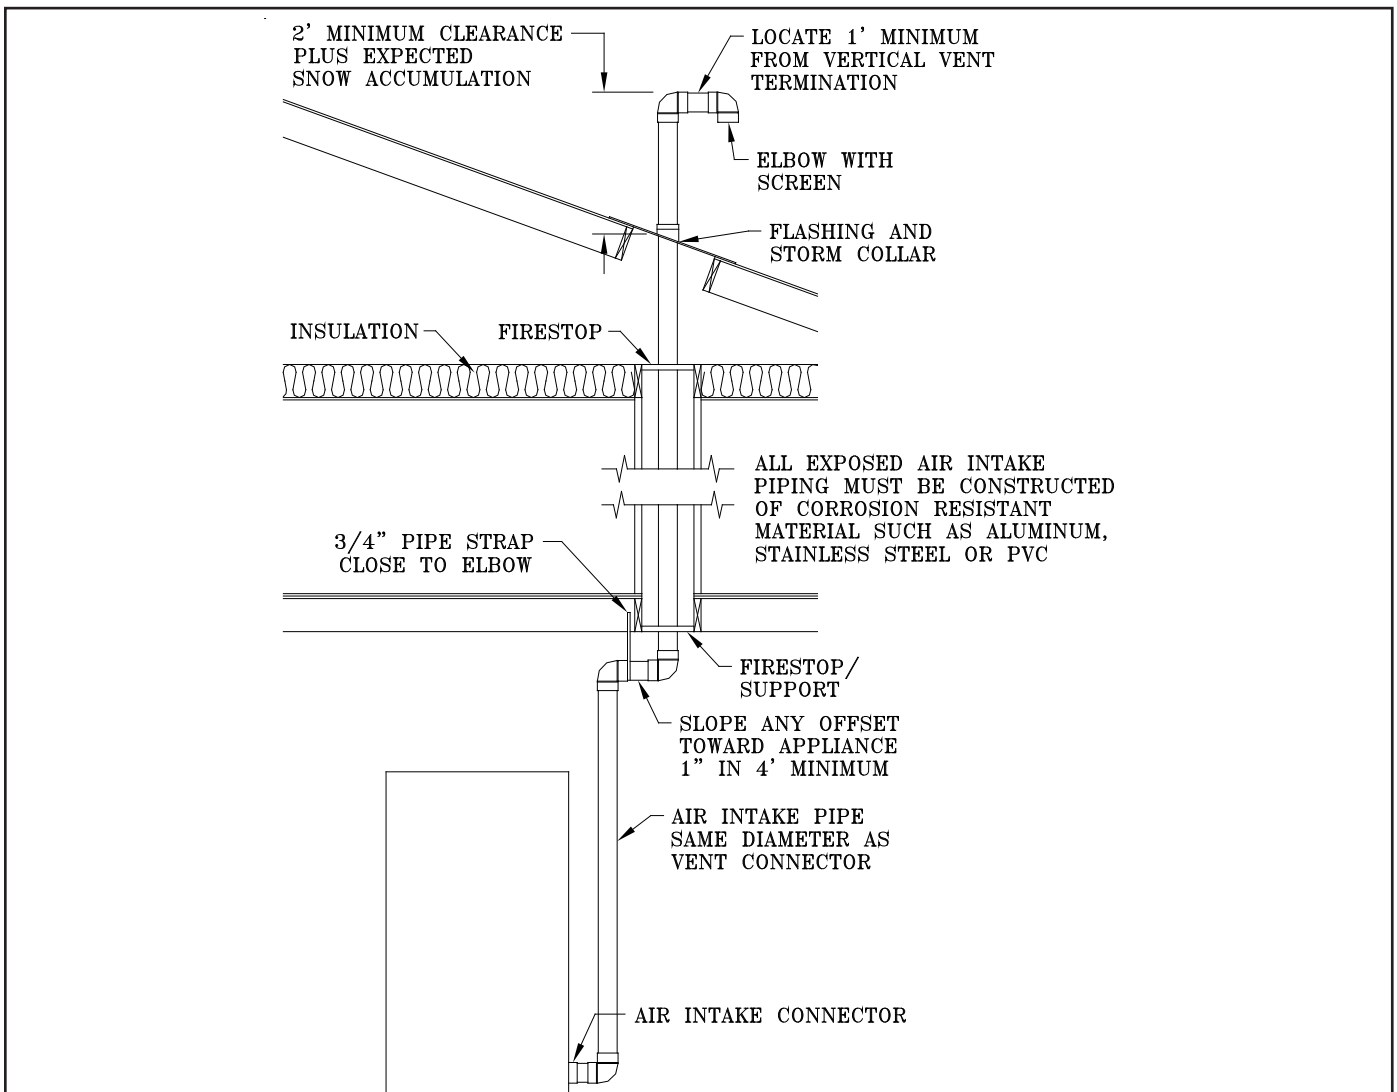 2’ MINIMUM CLEARANCE
PLUS EXPECTED
SNOW ACCUMULATION
LOCATE 1’ MINIMUM
FROM VERTICAL VENT
TERMINATION
ELBOW WITH
SCREEN
FLASHING AND
STORM COLLAR
INSULATION
FIRESTOP
ALL EXPOSED AIR INTAKE
PIPING MUST BE CONSTRUCTED
OF CORROSION RESISTANT
MATERIAL SUCH AS ALUMINUM,
STAINLESS STEEL OR PVC
3/4” PIPE STRAP
CLOSE TO ELBOW
FIRESTOP/
SUPPORT
SLOPE ANY OFFSET
TOWARD APPLIANCE
1” IN 4’ MINIMUM
AIR INTAKE PIPE
SAME DIAMETER AS
VENT CONNECTOR
AIR INTAKE CONNECTOR